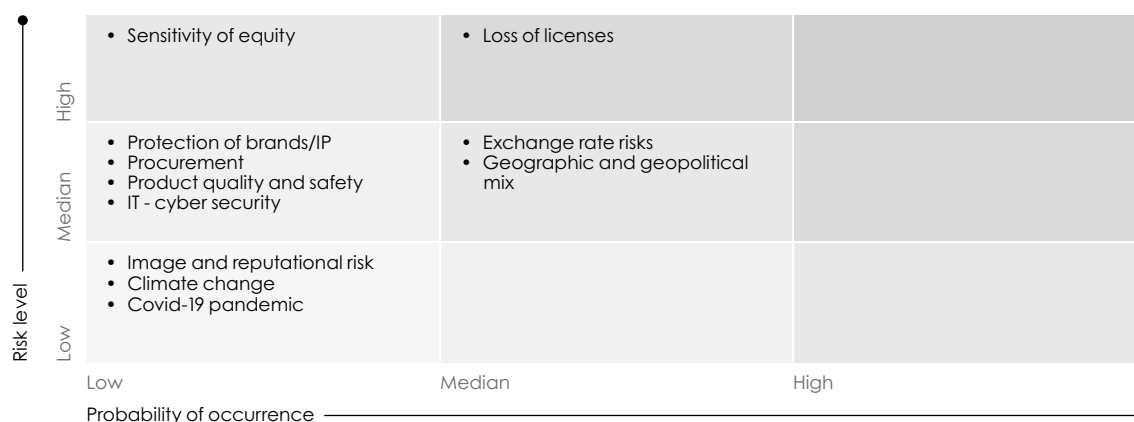 • Sensitivity of equity
• Loss of licenses
High
• Protection of brands/IP
• Procurement
• Product quality and safety
• IT - cyber security
• Exchange rate risks
• Geographic and geopolitical
mix
Median
• Image and reputational risk
• Climate change
• Covid-19 pandemic
Low
Risk level
Low
Median
High
Probability of occurrence